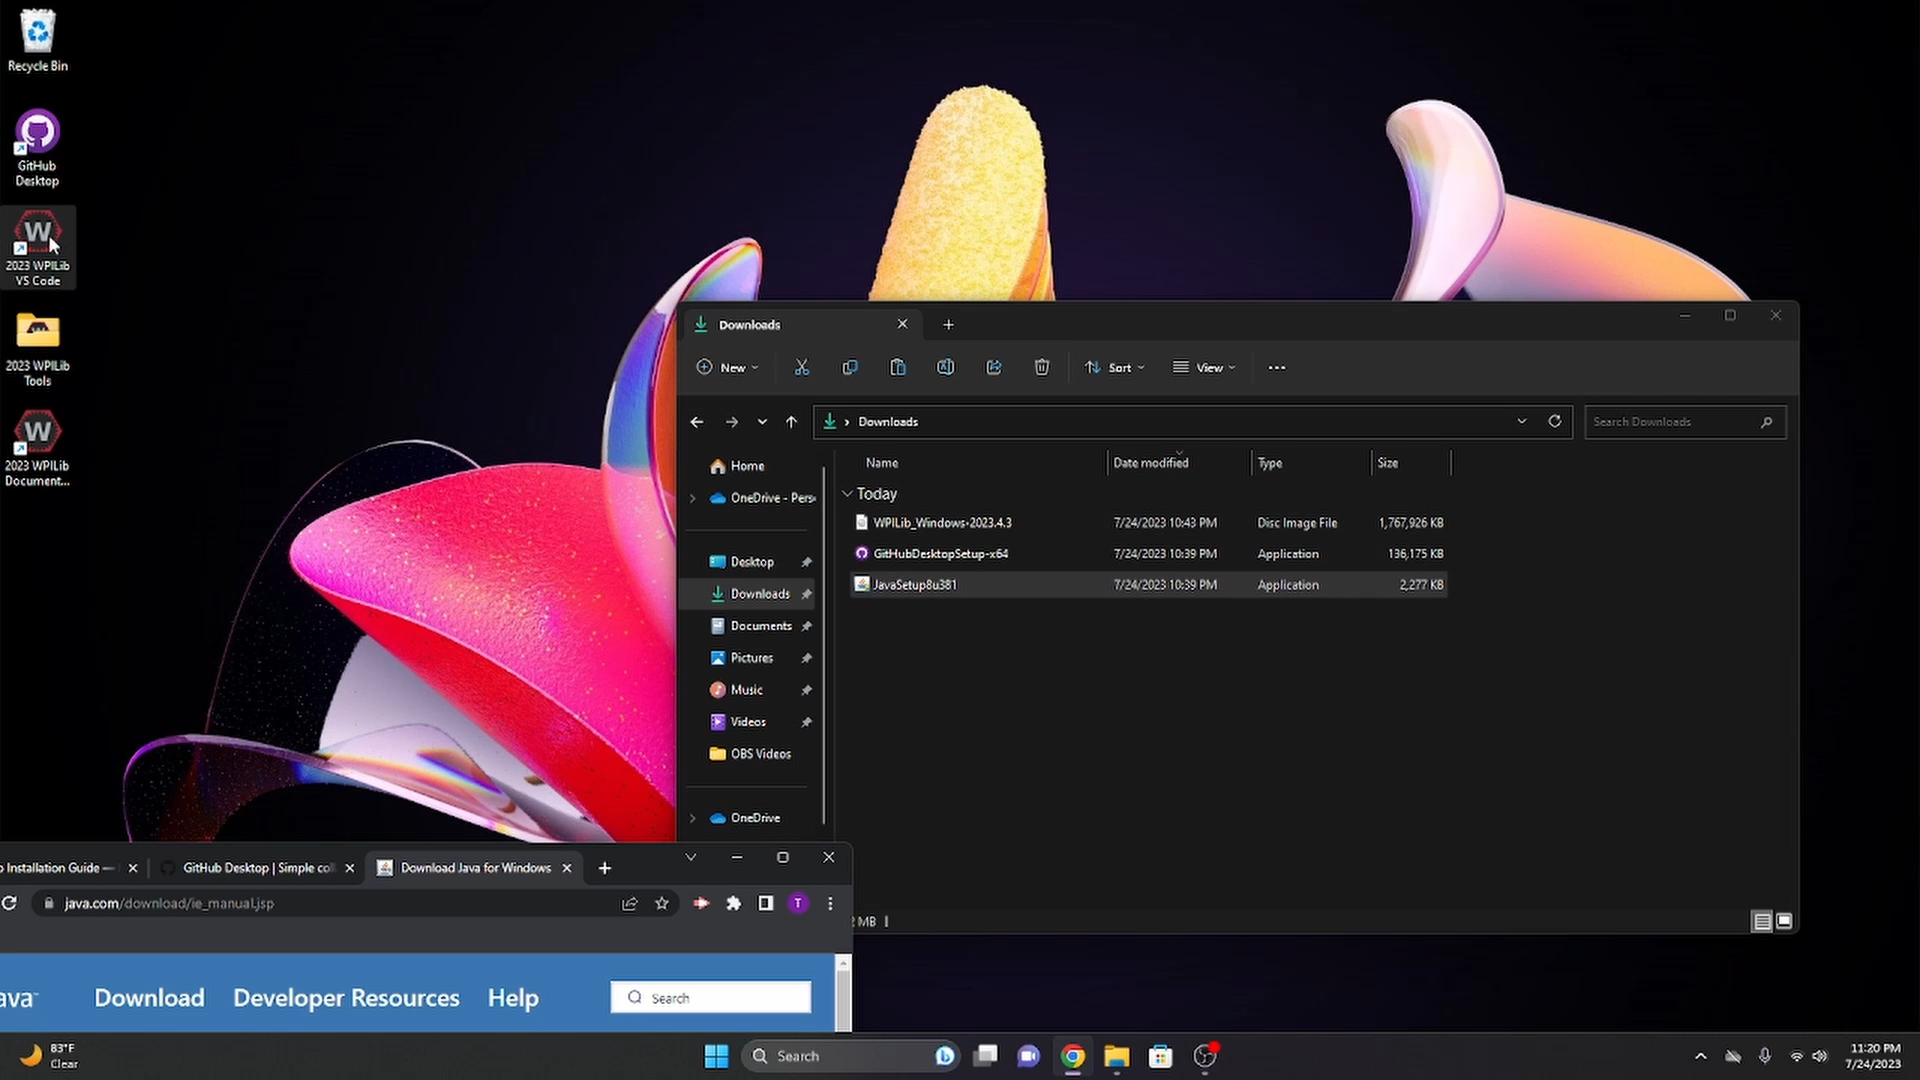 Recycle Bin
GitHub
Desktop
W
2023 WPILib
VS Code
2023 WPILib
Tools
W
2023 WPILib
Document...
Downloads
New
Sort
View
Downloads
Search Downloads
Name
Date modified
Type
Size
Home
OneDrive - Pers
Desktop
Downloads
Documents
Pictures
Music
Videos
OBS Videos
OneDrive
Today
WPILib_Windows-2023.4.3 7/24/2023 10:43 PM Disc Image File 1,767,926 KB
GitHubDesktopSetup-x64 7/24/2023 10:39 PM Application 136,175 KB
JavaSetup8u381 7/24/2023 10:39 PM Application 2,277 KB
MB
Installation Guide —
GitHub Desktop | Simple col
Download Java for Windows
java.com/download/ie_manual.jsp
T
ava
Download
Developer Resources
Help
Search
83°F
Clear
Search
11:20 PM
7/24/2023